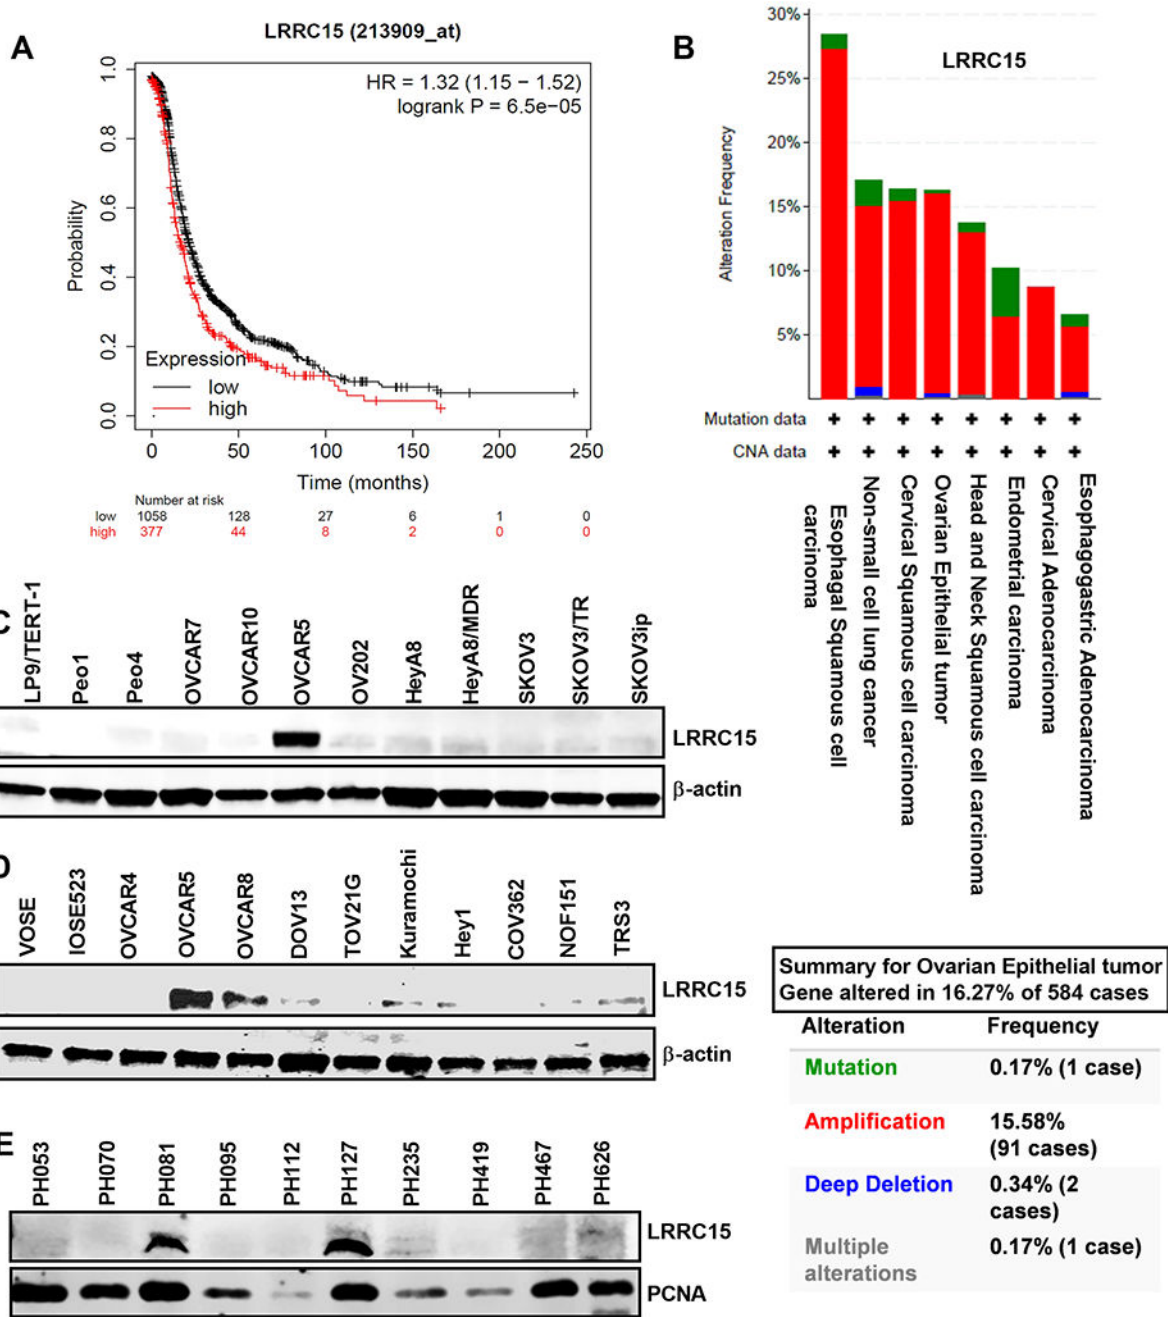 A
LRRC15 (213909_at)
HR = 1.32 (1.15 − 1.52)
logrank P = 6.5e−05
Probability
1.0
0.8
0.6
0.4
0.2
0.0
Expression
low
high
0 50 100 150 200 250
Time (months)
Number at risk
low 1058 128 27 6 1 0
high 377 44 8 2 0 0
B
LRRC15
Alteration Frequency
30%
25%
20%
15%
10%
5%
Mutation data + + + + + + + +
CNA data + + + + + + + +
Esophagal Squamous cell
carcinoma
Non-small cell lung cancer
Cervical Squamous cell carcinoma
Ovarian Epithelial tumor
Head and Neck Squamous cell carcinoma
Endometrial carcinoma
Cervical Adenocarcinoma
Esophagogastric Adenocarcinoma
C
LP9/TERT-1
Peo1
Peo4
OVCAR7
OVCAR10
OVCAR5
OV202
HeyA8
HeyA8/MDR
SKOV3
SKOV3/TR
SKOV3ip
LRRC15
β-actin
D
VOSE
IOSE523
OVCAR4
OVCAR5
OVCAR8
DOV13
TOV21G
Kuramochi
Hey1
COV362
NOF151
TRS3
LRRC15
β-actin
E
PH053
PH070
PH081
PH095
PH112
PH127
PH235
PH419
PH467
PH626
LRRC15
PCNA
Summary for Ovarian Epithelial tumor
Gene altered in 16.27% of 584 cases
Alteration Frequency
Mutation 0.17% (1 case)
Amplification 15.58%
(91 cases)
Deep Deletion 0.34% (2
cases)
Multiple 0.17% (1 case)
alterations